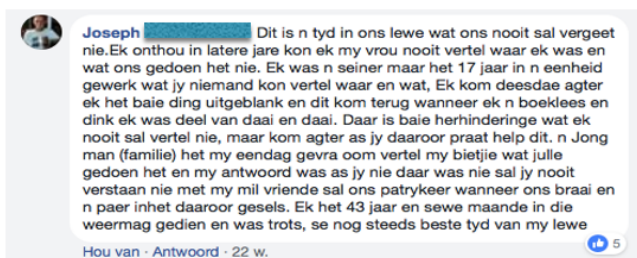 Joseph Dit is n tyd in ons lewe wat ons nooit sal vergeet
nie.Ek onthou in latere jare kon ek my vrou nooit vertel waar ek was en
wat ons gedoen het nie. Ek was n seiner maar het 17 jaar in n eenheid
gewerk wat jy niemand kon vertel waar en wat, Ek kom deesdae agter
ek het baie ding uitgeblank en dit kom terug wanneer ek n boeklees en
dink ek was deel van daai en daai. Daar is baie herhinderinge wat ek
nooit sal vertel nie, maar kom agter as jy daaroor praat help dit. n Jong
man (familie) het my eendag gevra oom vertel my bietjie wat julle
gedoen het en my antwoord was as jy nie daar was nie sal jy nooit
verstaan nie met my mil vriende sal ons patrykeer wanneer ons braai en
n paer inhet daaroor gesels. Ek het 43 jaar en sewe maande in die
weermag gedien en was trots, se nog steeds beste tyd van my lewe
5
Hou van · Antwoord · 22 w.